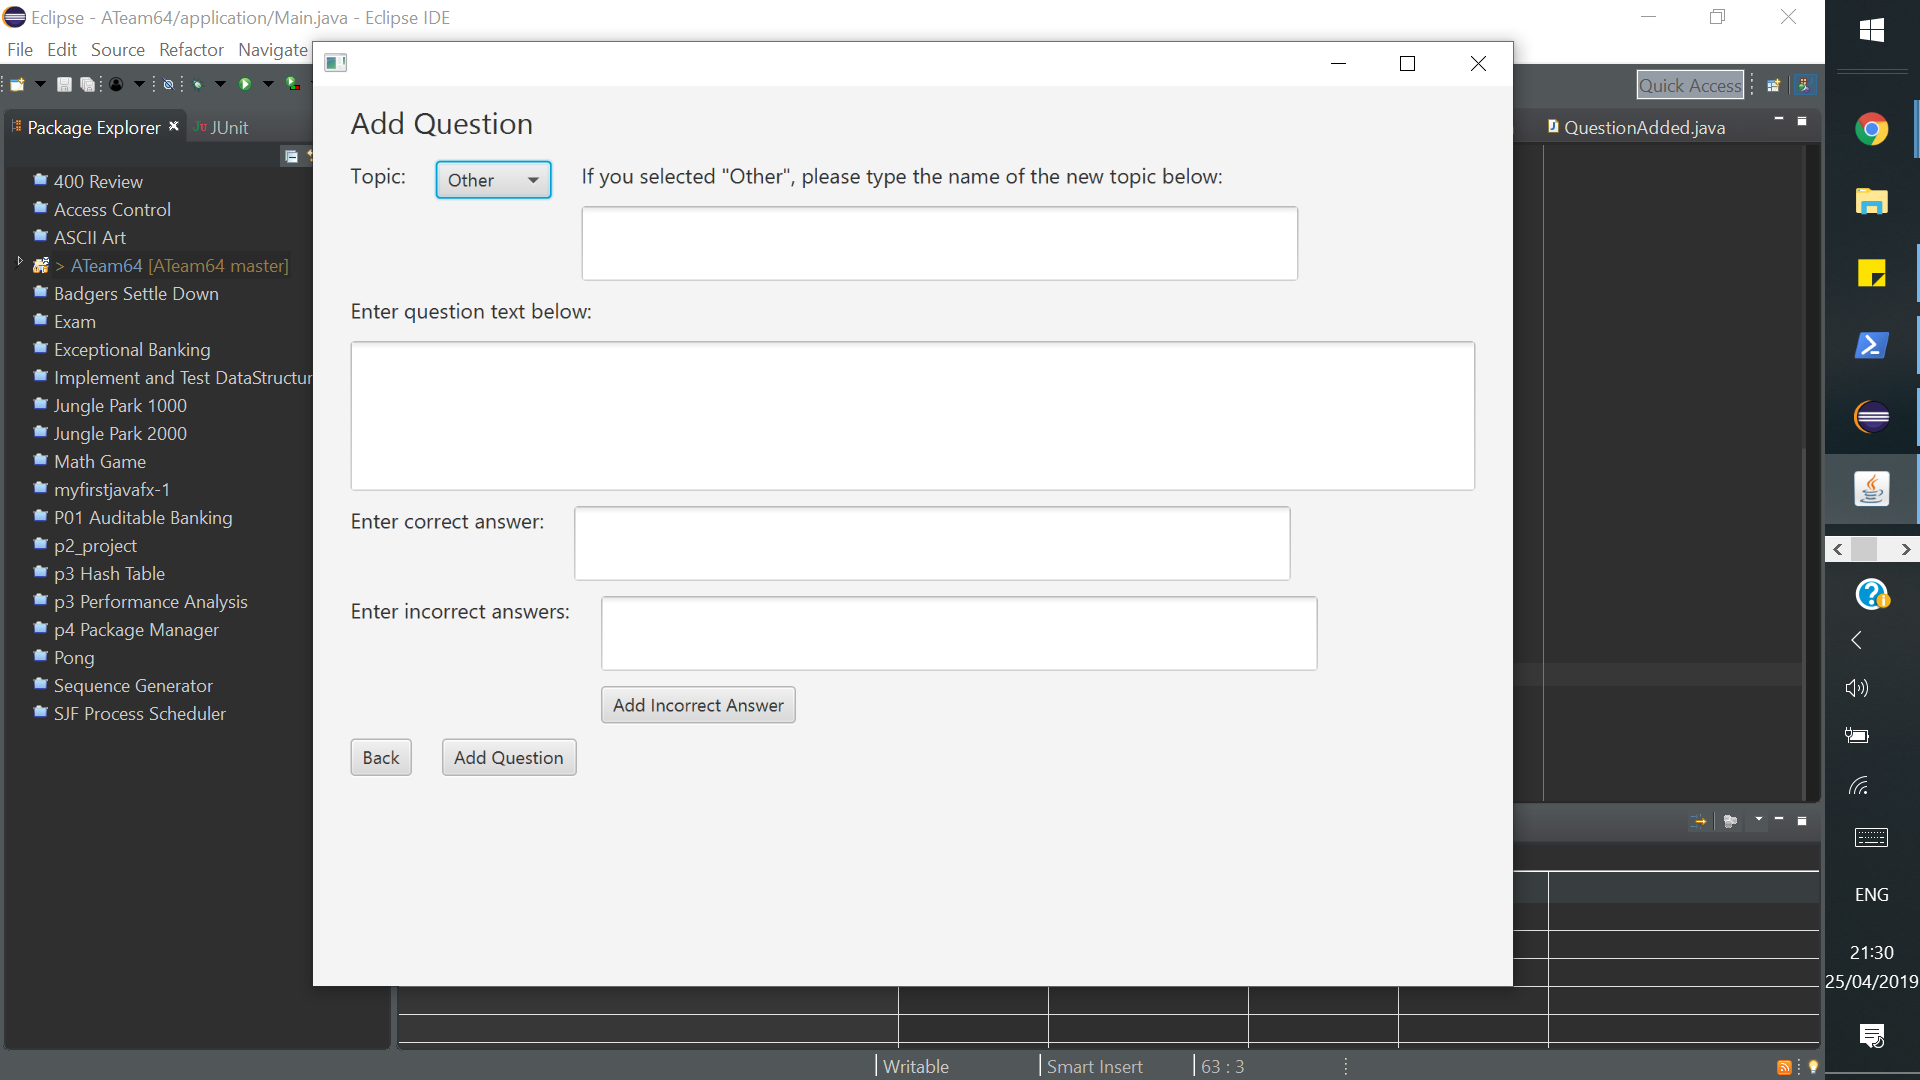 Eclipse - ATeam64/application/Main.java - Eclipse IDE
File Edit Source Refactor Navigate
Quick Access
Package Explorer
JUnit
QuestionAdded.java
400 Review
Access Control
ASCII Art
> ATeam64 [ATeam64 master]
Badgers Settle Down
Exam
Exceptional Banking
Implement and Test DataStructur
Jungle Park 1000
Jungle Park 2000
Math Game
myfirstjavafx-1
P01 Auditable Banking
p2_project
p3 Hash Table
p3 Performance Analysis
p4 Package Manager
Pong
Sequence Generator
SJF Process Scheduler
Add Question
Topic: Other If you selected "Other", please type the name of the new topic below:
Enter question text below:
Enter correct answer:
Enter incorrect answers:
Add Incorrect Answer
Back Add Question
Writable Smart Insert 63 : 3
ENG
21:30
25/04/2019